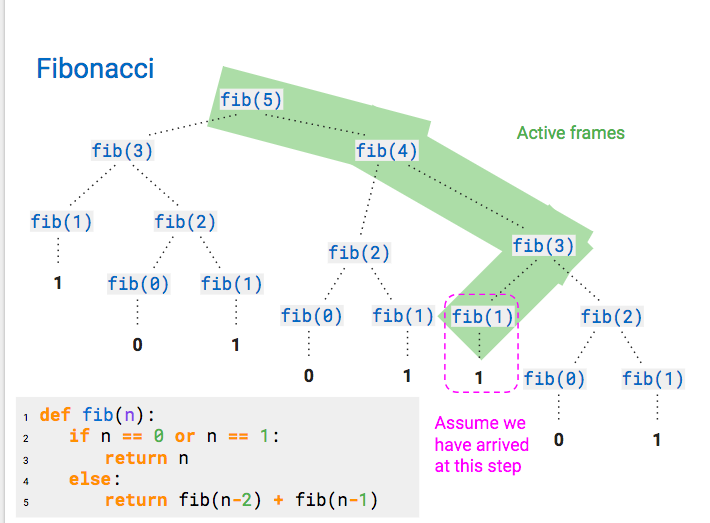 Fibonacci
fib(5)
Active frames
fib(3)
fib(4)
fib(1)
fib(2)
fib(2)
fib(3)
1
fib(0)
fib(1)
fib(0)
fib(1)
fib(1)
fib(2)
0
1
0
1
1
fib(0)
fib(1)
Assume we
have arrived
at this step
0
1
1 def fib(n):
2 if n == 0 or n == 1:
3 return n
4 else:
5 return fib(n-2) + fib(n-1)